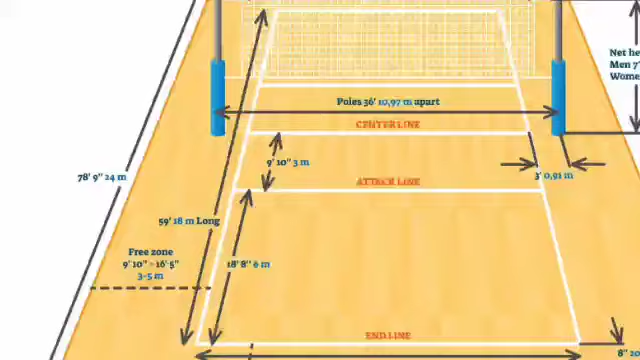 Net he
Men 7'
Wome
Poles 36' 10,97 m apart
CENTER LINE
9' 10" 3 m
3' 0,91 m
78' 9" 24 m
ATTACK LINE
59' 18 m Long
Free zone
9' 10" - 16' 5"
3-5 m
18' 8" 6 m
END LINE
8" 20